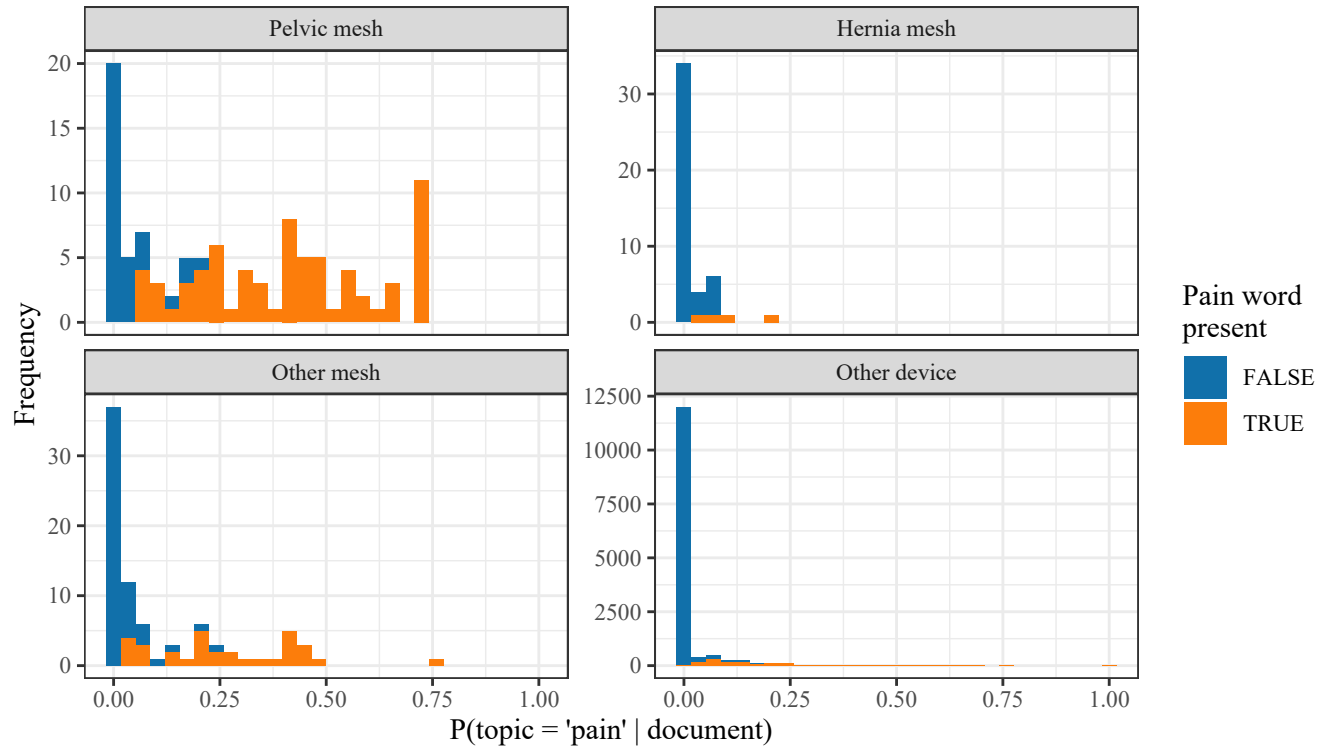 Pelvic mesh
Hernia mesh
20
15
10
5
0
30
20
10
0
Frequency
Other mesh
Other device
30
20
10
0
12500
10000
7500
5000
2500
0
0.00 0.25 0.50 0.75 1.00
0.00 0.25 0.50 0.75 1.00
P(topic = 'pain' | document)
Pain word
present
FALSE
TRUE